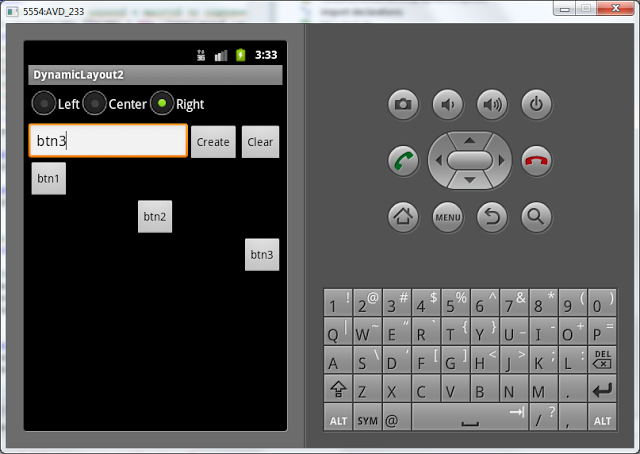 5554:AVD_233
3G 3:33
DynamicLayout2
Left Center Right
btn3 Create Clear
btn1
btn2
btn3
MENU
1 ! 2 @ 3 # 4 $ 5 % 6 ^ 7 & 8 * 9 ( 0 )
Q | W ~ E " R ` T { Y } U _ I - O + P =
A S \ D ' F [ G ] H < J > K ; L : DEL
Z X C V B N M .
ALT SYM @ / ? , ALT